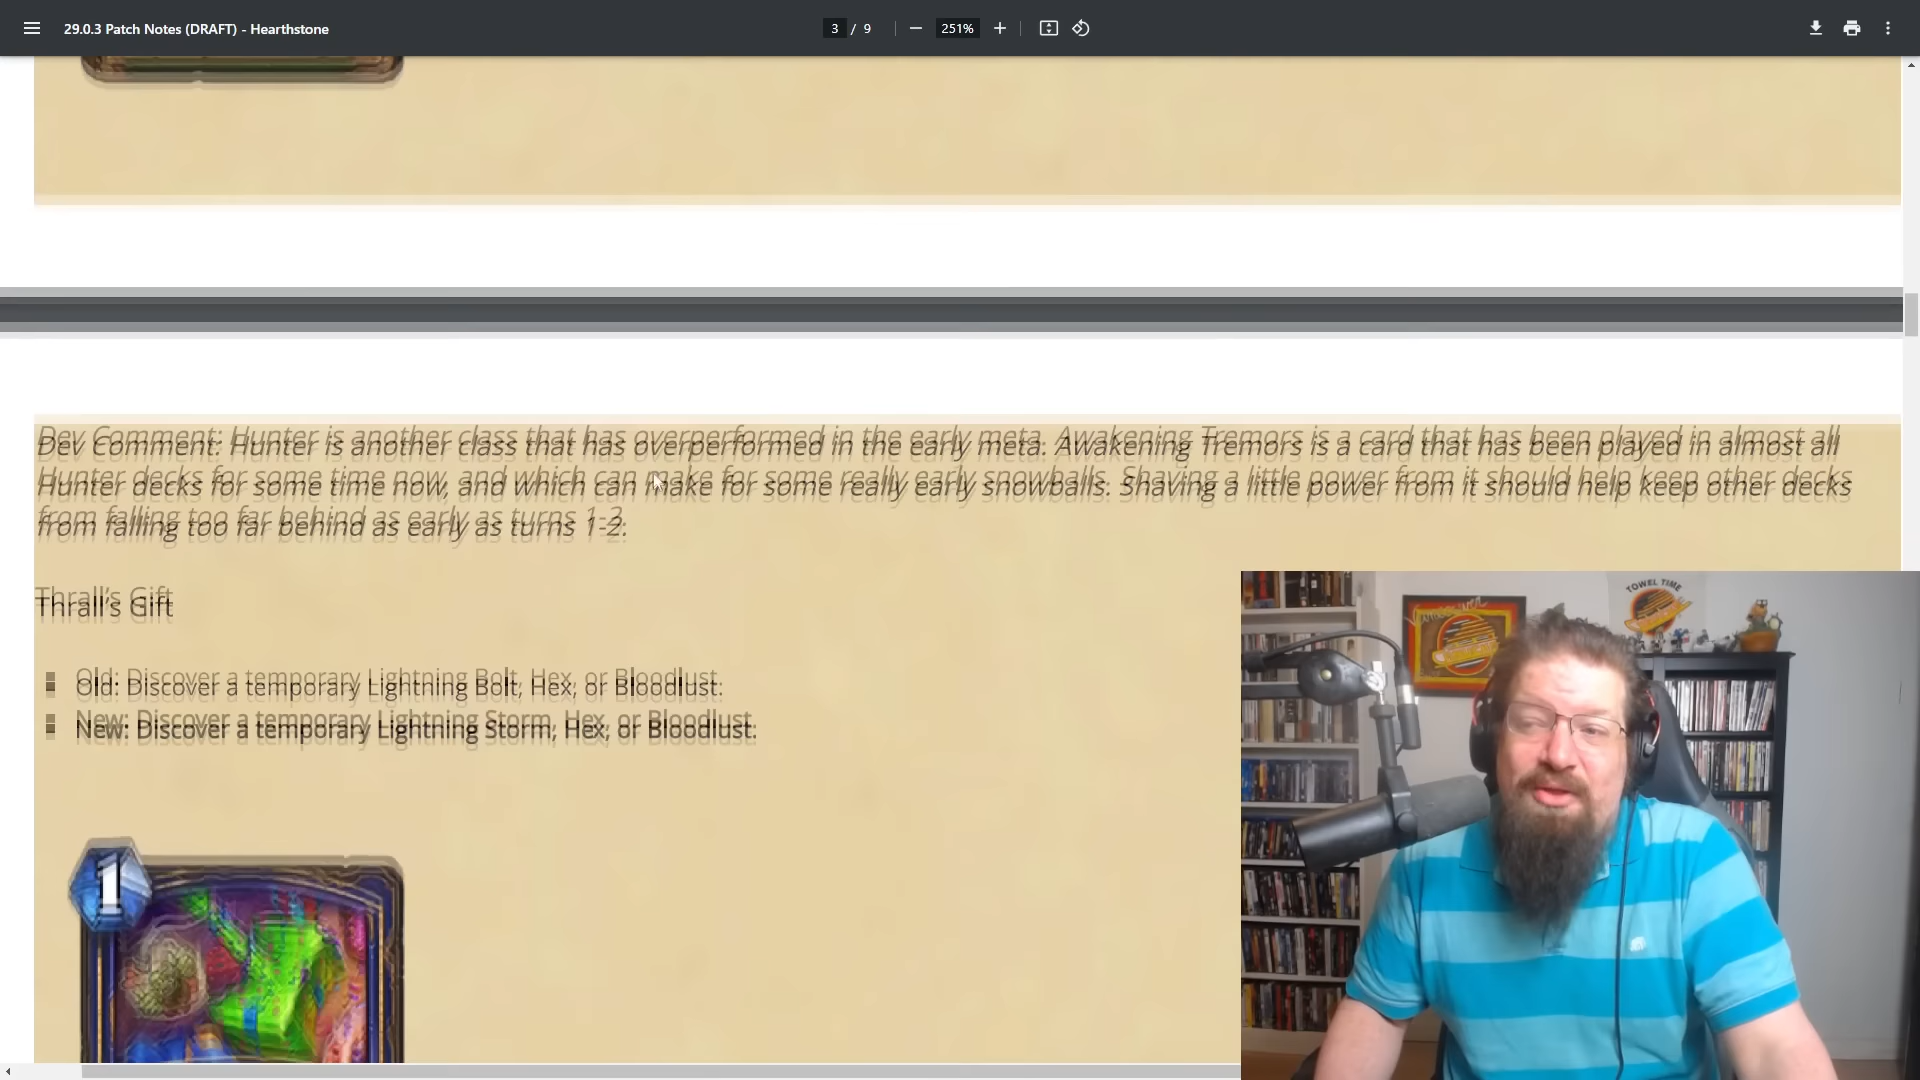 29.0.3 Patch Notes (DRAFT) - Hearthstone
3 / 9
251%
Dev Comment: Hunter is another class that has overperformed in the early meta. Awakening Tremors is a card that has been played in almost all
Hunter decks for some time now, and which can make for some really early snowballs. Shaving a little power from it should help keep other decks
from falling too far behind as early as turns 1-2.
Thrall's Gift
Old: Discover a temporary Lightning Bolt, Hex, or Bloodlust.
New: Discover a temporary Lightning Storm, Hex, or Bloodlust.
1
TOWEL TIME